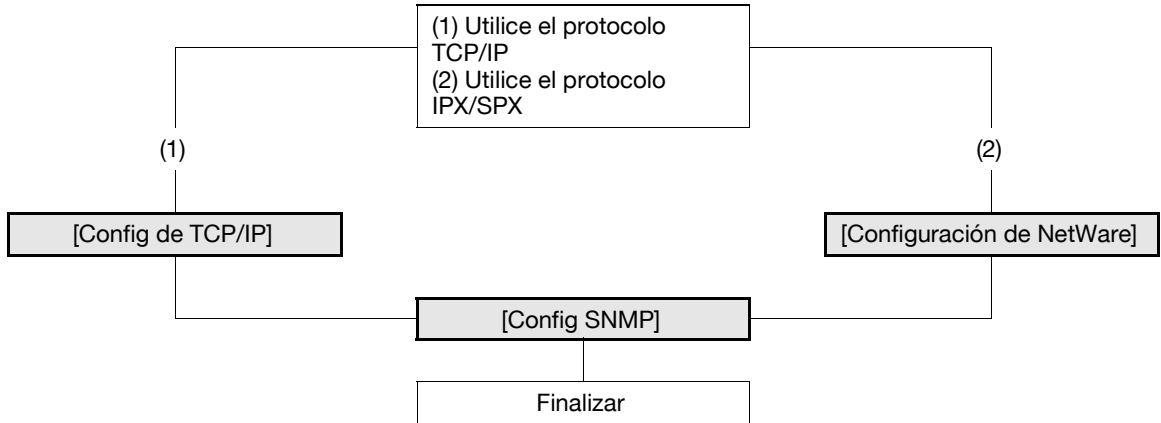 (1) Utilice el protocolo
TCP/IP
(2) Utilice el protocolo
IPX/SPX
(1)
(2)
[Config de TCP/IP]
[Configuración de NetWare]
[Config SNMP]
Finalizar